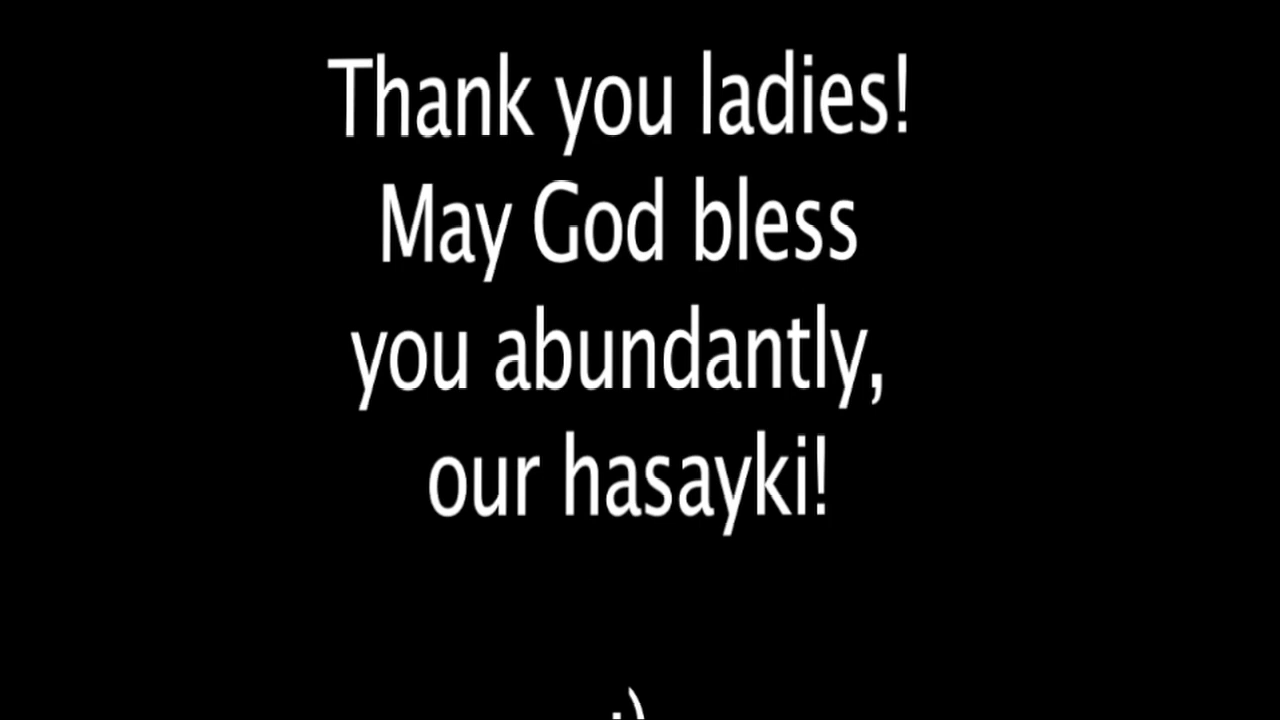 Thank you ladies!
May God bless
you abundantly,
our hasayki!
:)